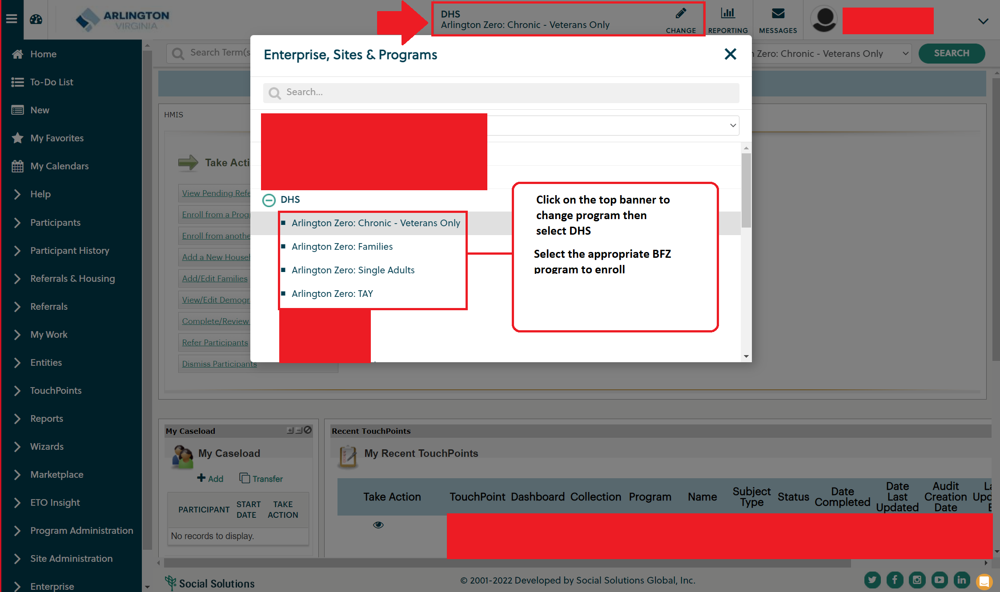 ARLINGTON
VIRGINIA
DHS
Arlington Zero: Chronic - Veterans Only
CHANGE
REPORTING
MESSAGES
Home
To-Do List
New
My Favorites
My Calendars
Help
Participants
Participant History
Referrals & Housing
Referrals
My Work
Entities
TouchPoints
Reports
Wizards
Marketplace
ETO Insight
Program Administration
Site Administration
Enterprise
Search Term(s
Zero: Chronic - Veterans Only
SEARCH
HMIS
Take Acti
View Pending Refe
Enroll from a Prog
Enroll from anothe
Add a New House
Add/Edit Families
View/Edit Demogr
Complete/Review
Refer Participants
Dismiss Participants
Enterprise, Sites & Programs
Search...
DHS
Arlington Zero: Chronic - Veterans Only
Arlington Zero: Families
Arlington Zero: Single Adults
Arlington Zero: TAY
Click on the top banner to
change program then
select DHS
Select the appropriate BFZ
program to enroll
My Caseload
My Caseload
Add
Transfer
PARTICIPANT START DATE TAKE ACTION
No records to display.
Recent TouchPoints
My Recent TouchPoints
Take Action TouchPoint Dashboard Collection Program Name Subject Type Status Date Completed Date Last Updated Audit Creation Date
Social Solutions
© 2001-2022 Developed by Social Solutions Global, Inc.